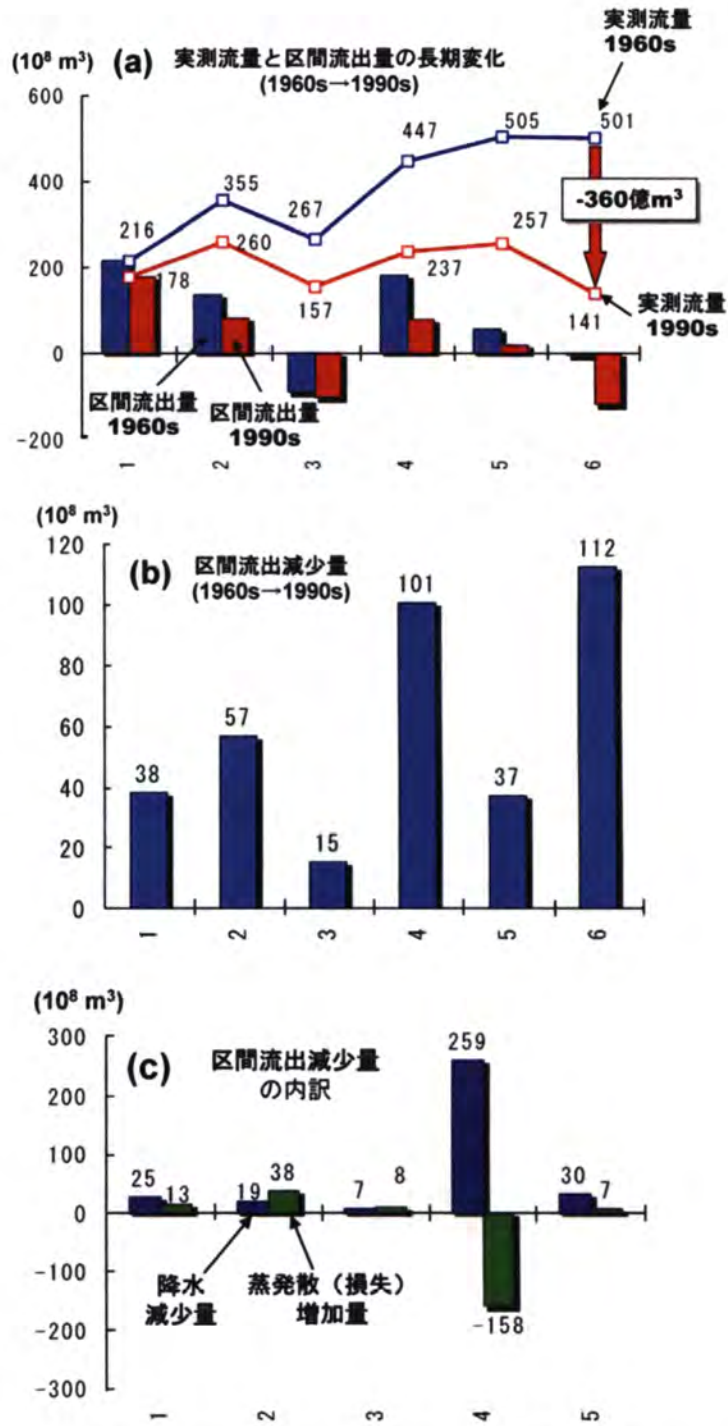 (10⁸ m³)
(a) 実測流量と区間流出量の長期変化
(1960s→1990s)
実測流量
1960s
600
400
200
0
-200
216
355
267
447
505
501
-360億m³
178
260
157
237
257
141
実測流量
1990s
区間流出量
1960s
区間流出量
1990s
1
2
3
4
5
6
(10⁸ m³)
(b) 区間流出減少量
(1960s→1990s)
120
100
80
60
40
20
0
38
57
15
101
37
112
1
2
3
4
5
6
(10⁸ m³)
(c) 区間流出減少量
の内訳
300
200
100
0
-100
-200
-300
25
13
19
38
7
8
259
-158
30
7
降水
減少量
蒸発散（損失）
増加量
1
2
3
4
5